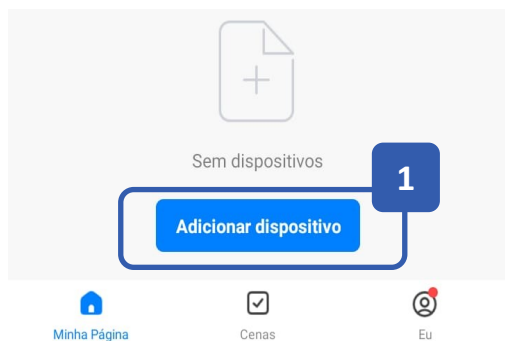 Sem dispositivos
1
Adicionar dispositivo
Minha Página
Cenas
Eu